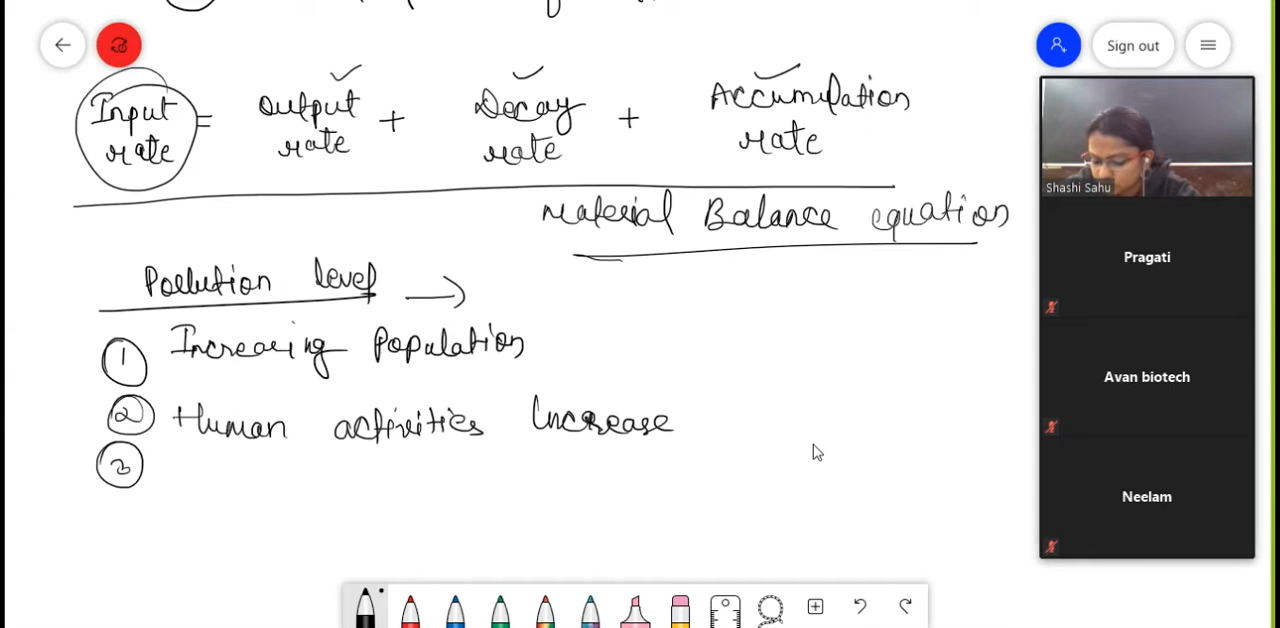 Sign out
Input rate = Output rate + Decay rate + Accumulation rate
Material Balance equation
Pollution level →
① Increasing Population
② Human activities Increase
③
Shashi Sahu
Pragati
Avan biotech
Neelam